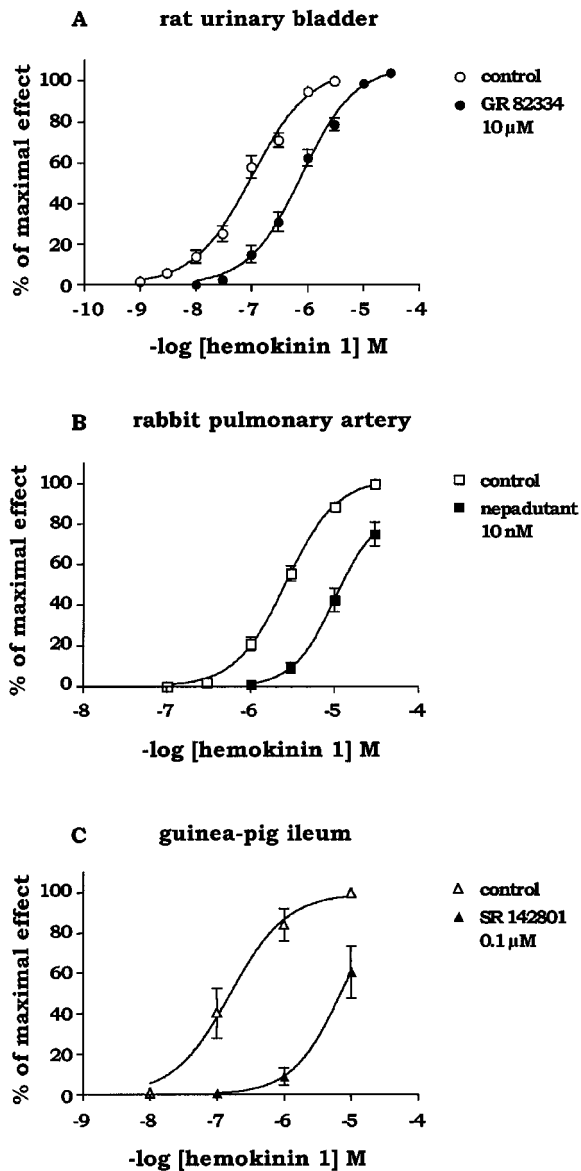 A rat urinary bladder
% of maximal effect
100
80
60
40
20
0
-10 -9 -8 -7 -6 -5 -4
-log [hemokinin 1] M
control
GR 82334
10 µM
B rabbit pulmonary artery
% of maximal effect
100
80
60
40
20
0
-8 -7 -6 -5 -4
-log [hemokinin 1] M
control
nepadutant
10 nM
C guinea-pig ileum
% of maximal effect
100
80
60
40
20
0
-9 -8 -7 -6 -5 -4
-log [hemokinin 1] M
control
SR 142801
0.1 µM